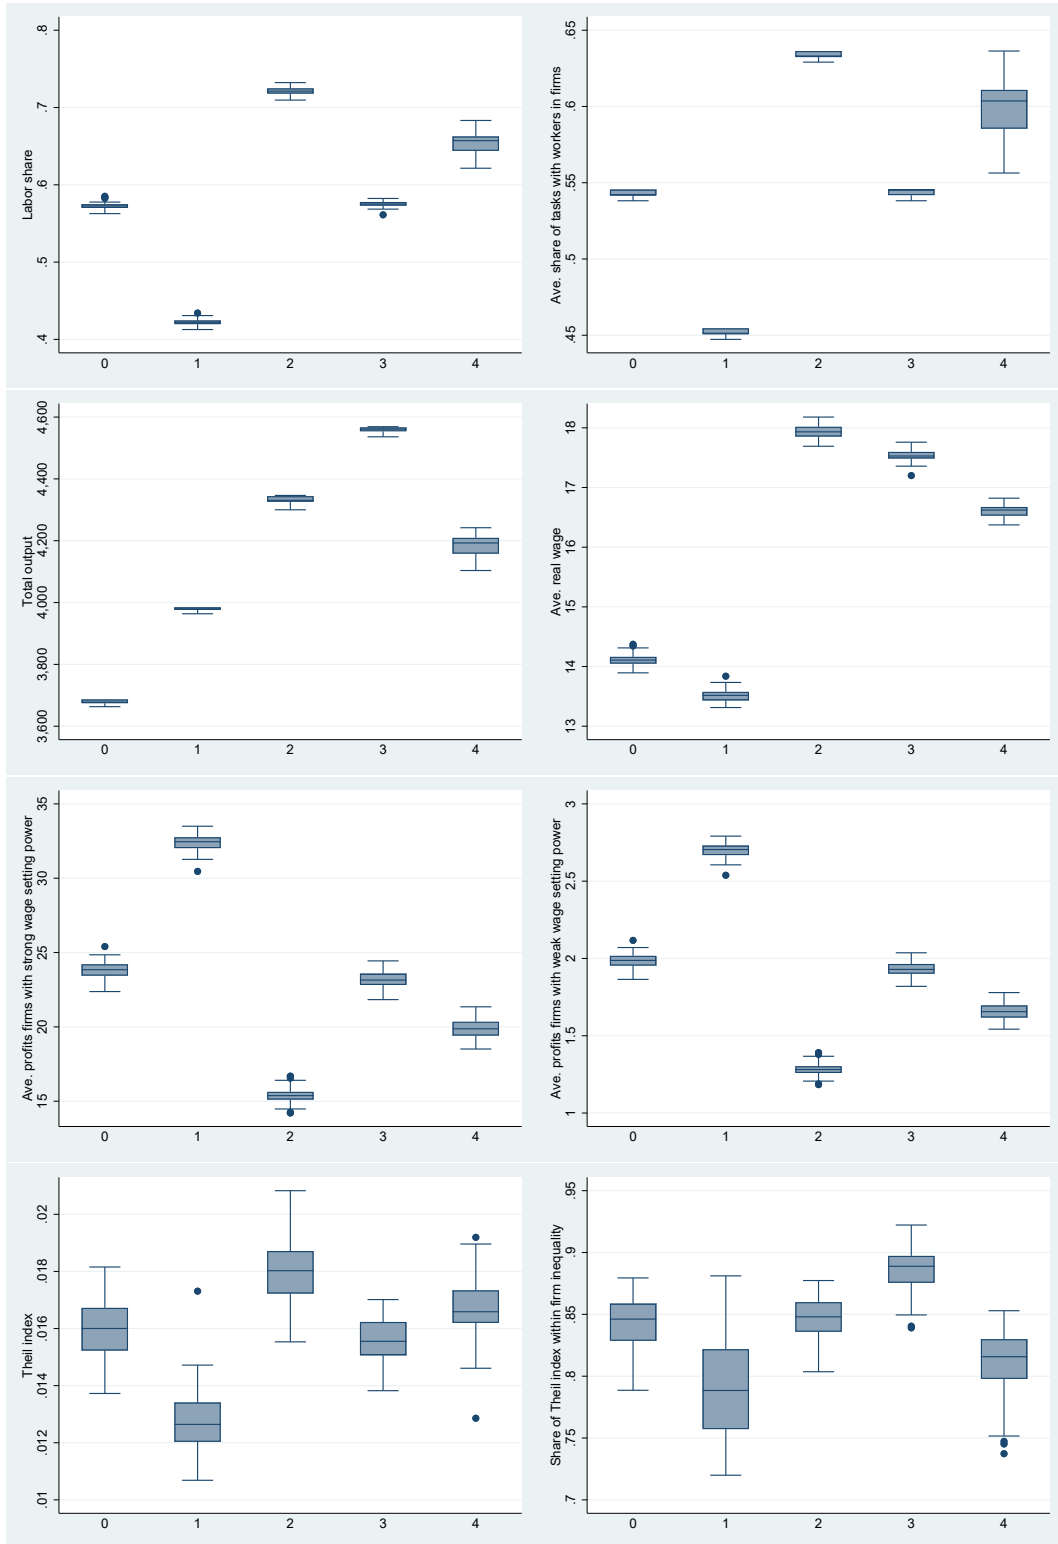 Labor share
.8
.7
.6
.5
.4
0 1 2 3 4
Ave. share of tasks with workers in firms
.65
.6
.55
.5
.45
0 1 2 3 4
Total output
4,600
4,400
4,200
4,000
3,800
3,600
0 1 2 3 4
Ave. real wage
18
17
16
15
14
13
0 1 2 3 4
Ave. profits firms with strong wage setting power
35
30
25
20
15
0 1 2 3 4
Ave. profits firms with weak wage setting power
3
2.5
2
1.5
1
0 1 2 3 4
Theil index
.02
.018
.016
.014
.012
.01
0 1 2 3 4
Share of Theil index within firm inequality
.95
.9
.85
.8
.75
.7
0 1 2 3 4